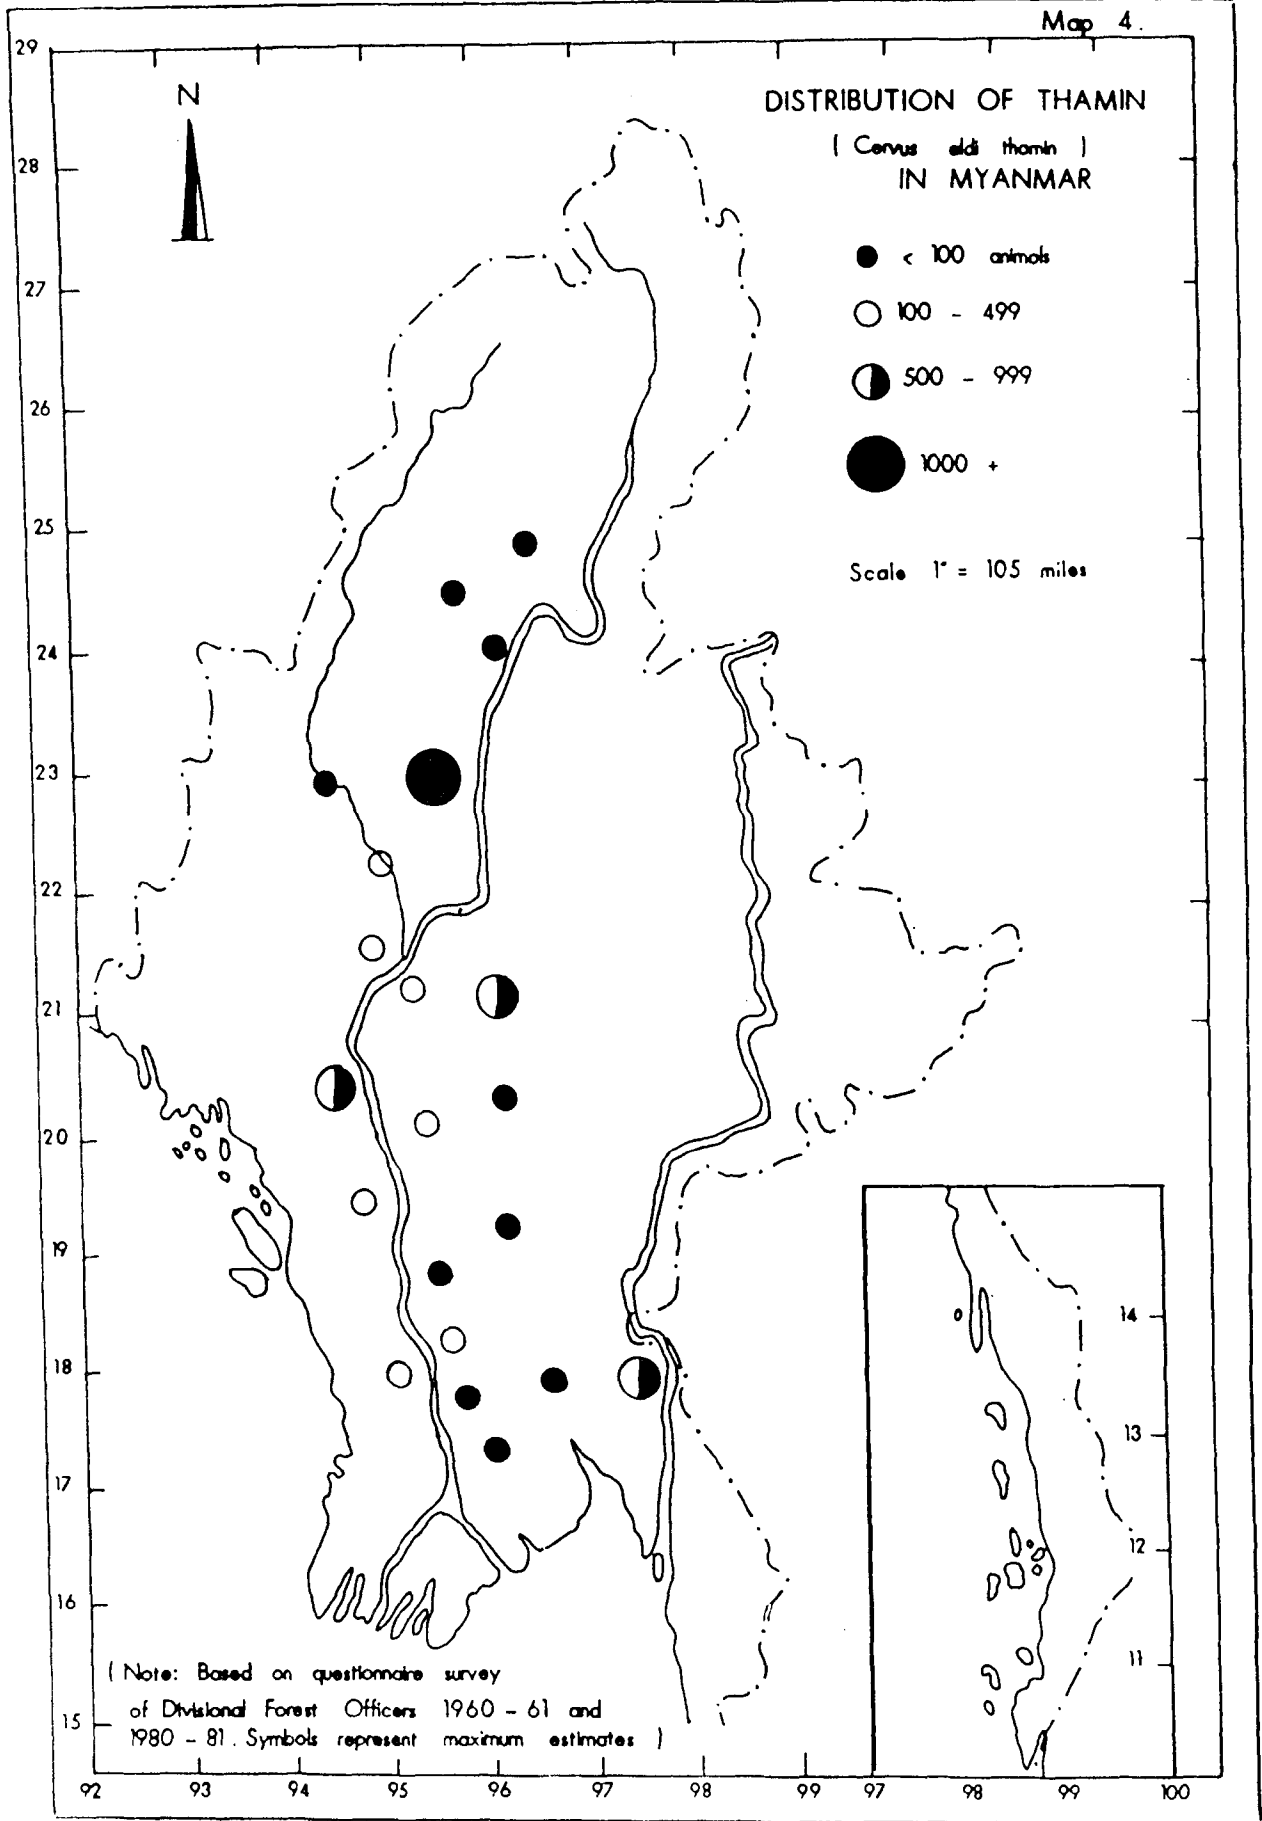 Map 4.
DISTRIBUTION OF THAMIN
( Cervus eldi thamin )
IN MYANMAR
N
< 100 animals
100 - 499
500 - 999
1000 +
Scale 1" = 105 miles
29
28
27
26
25
24
23
22
21
20
19
18
17
16
15
14
13
12
11
( Note: Based on questionnaire survey
of Divisional Forest Officers 1960 - 61 and
1980 - 81. Symbols represent maximum estimates )
92 93 94 95 96 97 98 99 97 98 99 100